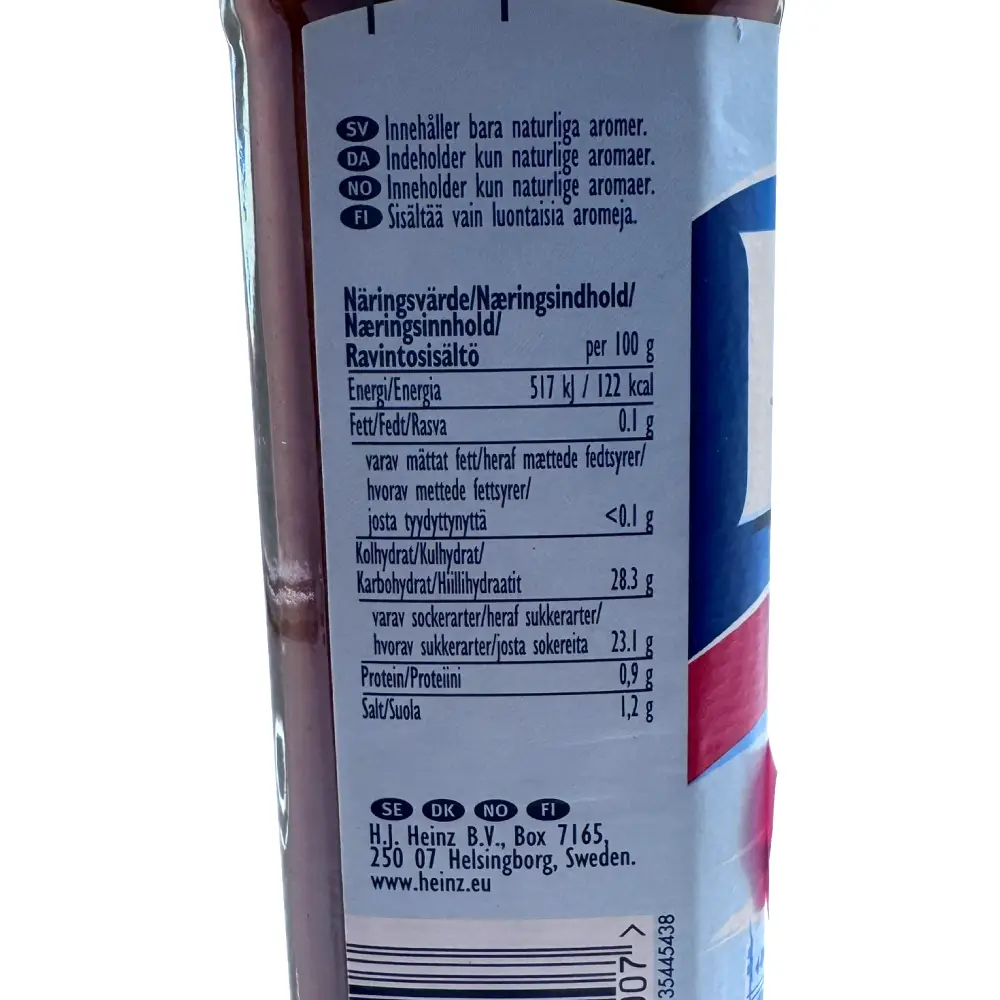 SV Innehåller bara naturliga aromer.
DA Indeholder kun naturlige aromaer.
NO Inneholder kun naturlige aromaer.
FI Sisältää vain luontaisia aromeja.
Näringsvärde/Næringsindhold/
Næringsinnhold/
Ravintosisältö per 100 g
Energi/Energia 517 kJ / 122 kcal
Fett/Fedt/Rasva 0.1 g
varav mättat fett/heraf mættede fedtsyrer/
hvorav mettede fettsyrer/
josta tyydyttynyttä <0.1 g
Kolhydrat/Kulhydrat/
Karbohydrat/Hiillihydraatit 28.3 g
varav sockerarter/heraf sukkerarter/
hvorav sukkerarter/josta sokereita 23.1 g
Protein/Proteiini 0,9 g
Salt/Suola 1,2 g
SE DK NO FI
H.J. Heinz B.V., Box 7165,
250 07 Helsingborg, Sweden.
www.heinz.eu
007 >
35445438